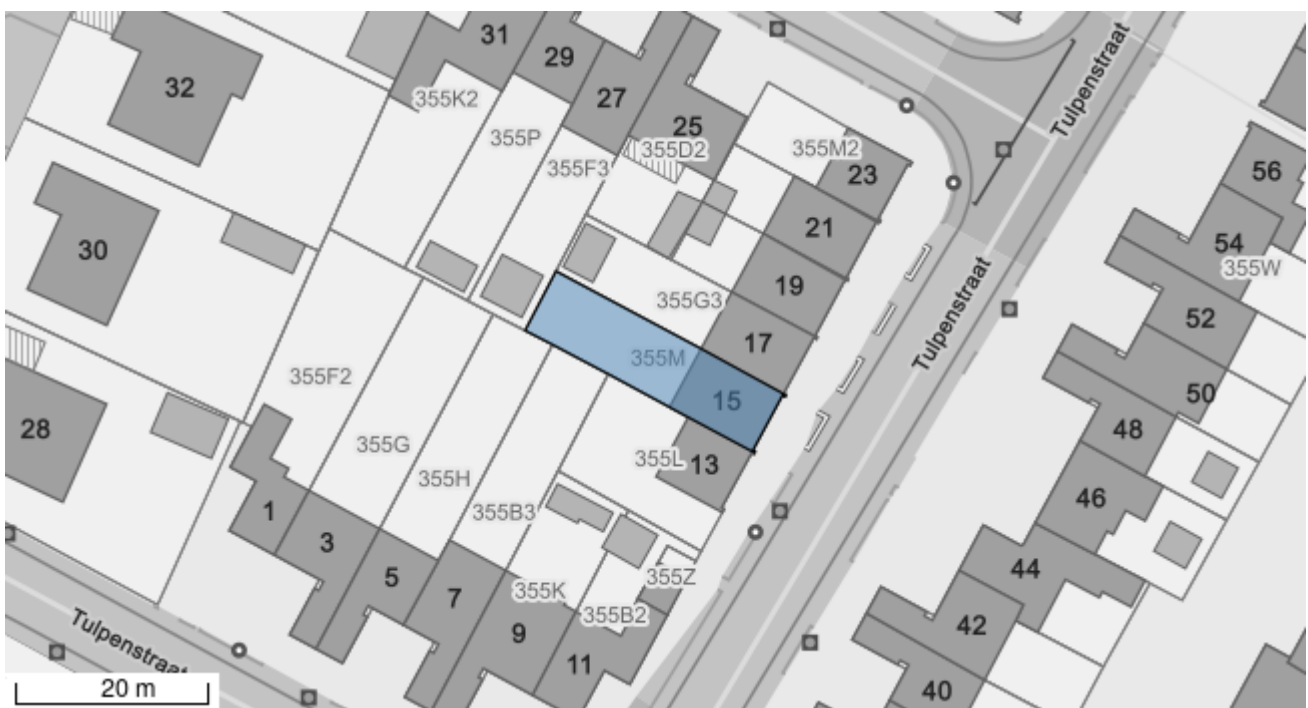 31
29
32
27
355K2
25
355P
355D2
355M2
Tulpenstraat
355F3
23
56
21
30
54
355W
19
355G3
Tulpenstraat
52
17
355M
355F2
50
15
28
48
355G
355L
13
355H
46
1
355B3
3
44
5
355Z
7
355K
355B2
42
9
Tulpenstraat
11
40
20 m